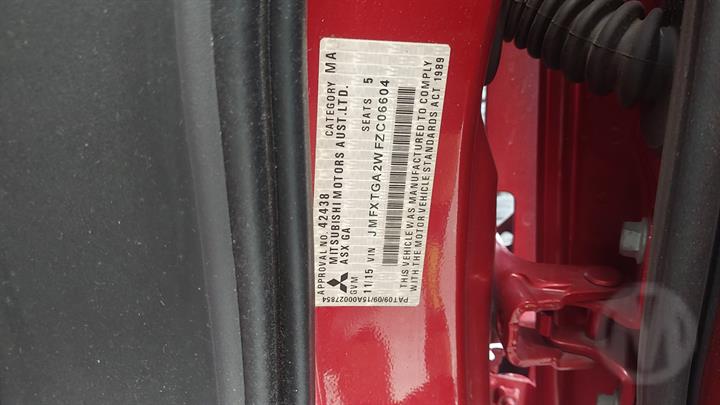 APPROVAL NO. 42438 CATEGORY MA
MITSUBISHI MOTORS AUST.LTD.
ASX GA
GVM SEATS 5
11/15 VIN JMFXTGA2WFZC06604
THIS VEHICLE WAS MANUFACTURED TO COMPLY
WITH THE MOTOR VEHICLE STANDARDS ACT 1989
PAT09/09/15A00027854